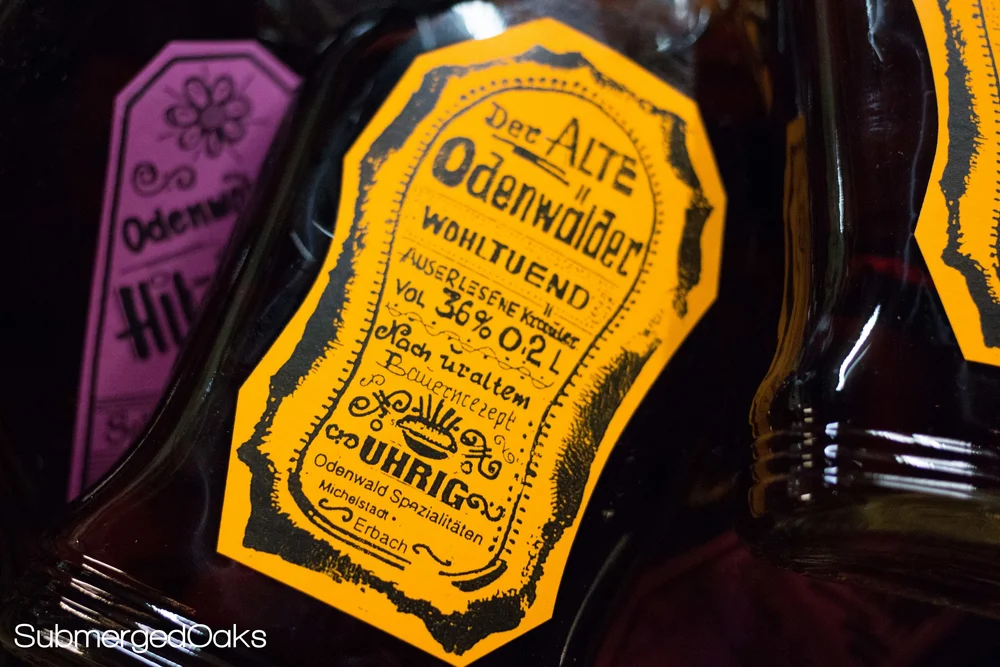 Der ALTE
Odenwälder
WOHLTUEND
AUSERLESENE Kräuter
VOL 36% 0,2 L
Nach uraltem
Bauernrezept
UHRIG
Odenwald Spezialitäten
Michelstadt •
Erbach
SubmergedOaks